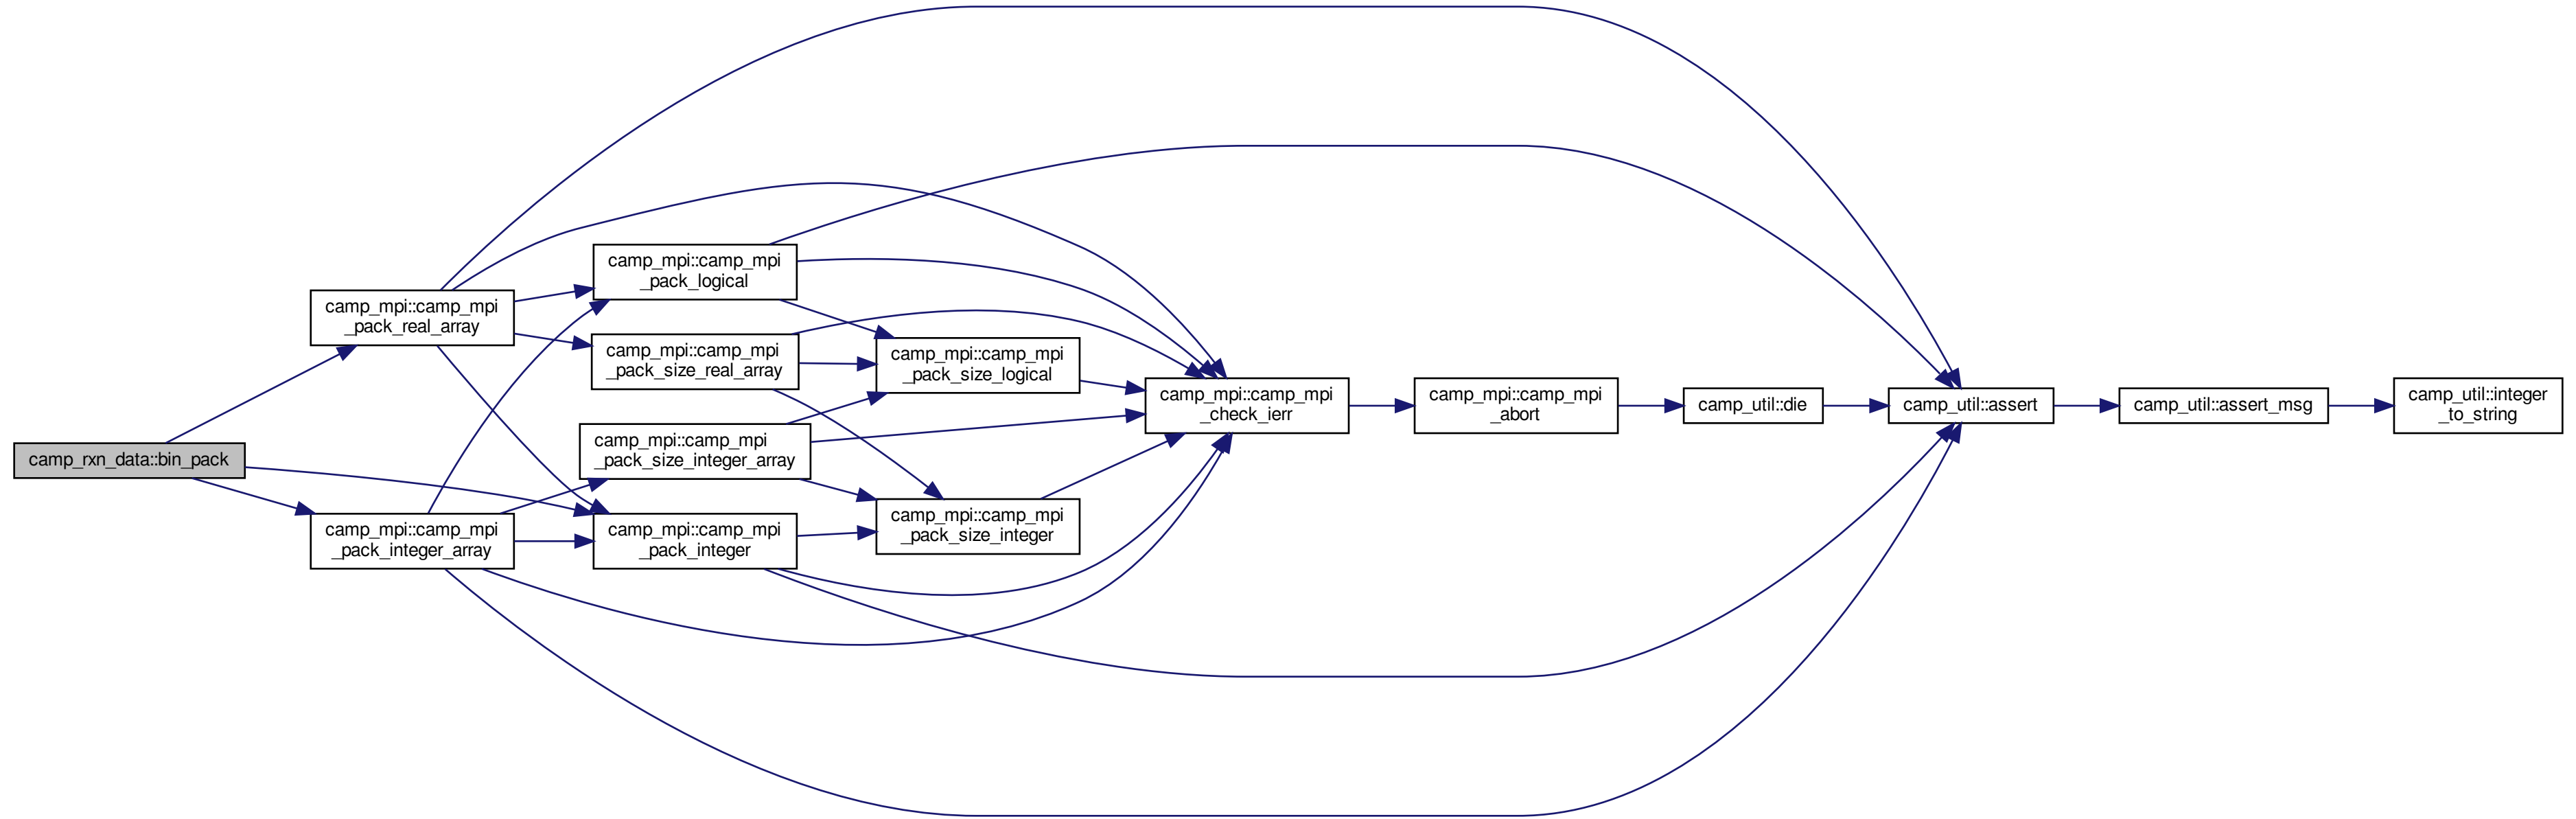 camp_rxn_data::bin_pack
camp_mpi::camp_mpi
_pack_real_array
camp_mpi::camp_mpi
_pack_integer_array
camp_mpi::camp_mpi
_pack_logical
camp_mpi::camp_mpi
_pack_size_real_array
camp_mpi::camp_mpi
_pack_size_integer_array
camp_mpi::camp_mpi
_pack_integer
camp_mpi::camp_mpi
_pack_size_logical
camp_mpi::camp_mpi
_pack_size_integer
camp_mpi::camp_mpi
_check_ierr
camp_mpi::camp_mpi
_abort
camp_util::die
camp_util::assert
camp_util::assert_msg
camp_util::integer
_to_string